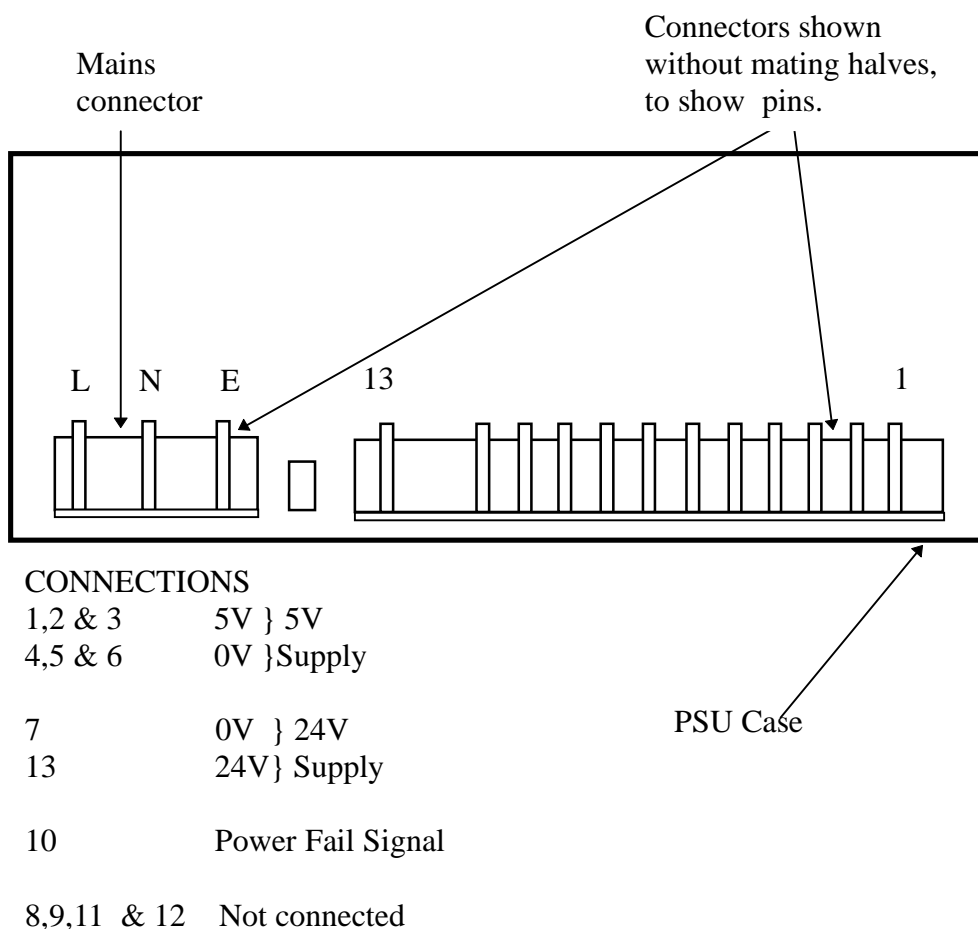 Mains
connector
Connectors shown
without mating halves,
to show pins.
L N E 13 1
CONNECTIONS
1,2 & 3 5V } 5V
4,5 & 6 0V }Supply
7 0V } 24V
13 24V} Supply
PSU Case
10 Power Fail Signal
8,9,11 & 12 Not connected